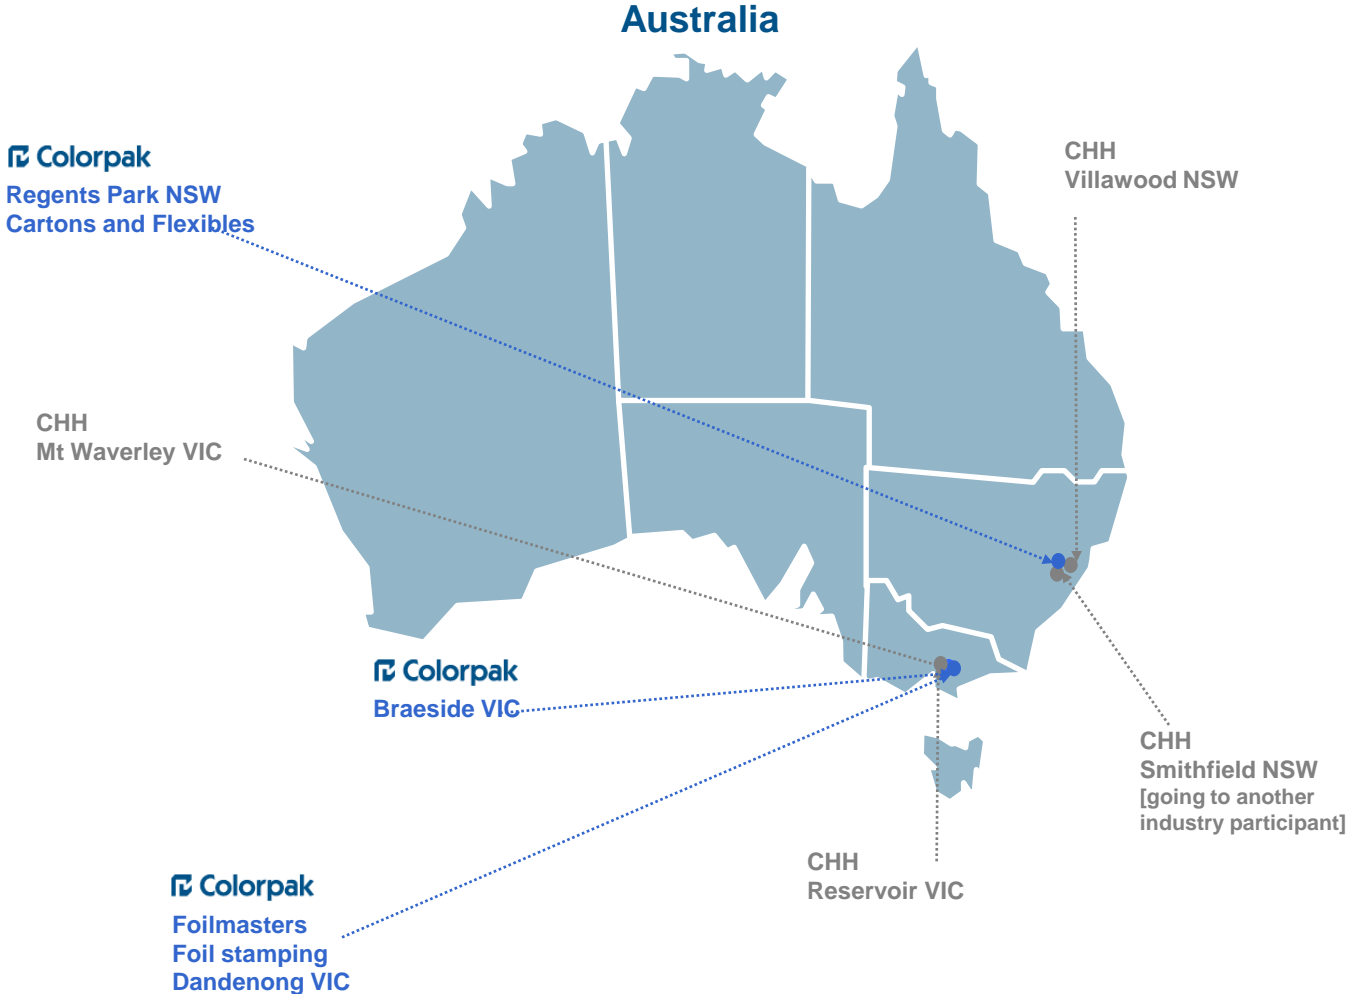 Australia
Colorpak
Regents Park NSW
Cartons and Flexibles
CHH
Villawood NSW
CHH
Mt Waverley VIC
Colorpak
Braeside VIC
CHH
Smithfield NSW
[going to another
industry participant]
CHH
Reservoir VIC
Colorpak
Foilmasters
Foil stamping
Dandenong VIC